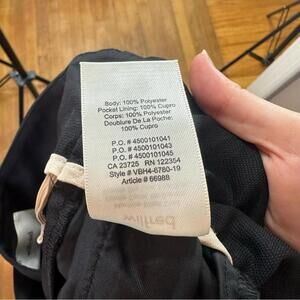 Body: 100% Polyester
Pocket Lining: 100% Cupro
Corps: 100% Polyester
Doublure De La Poche:
100% Cupro
P.O. # 4500101041
P.O. # 4500101043
P.O. # 4500101045
CA 23725 RN 122354
Style # VBH4-6780-19
Article # 66988
wilfred